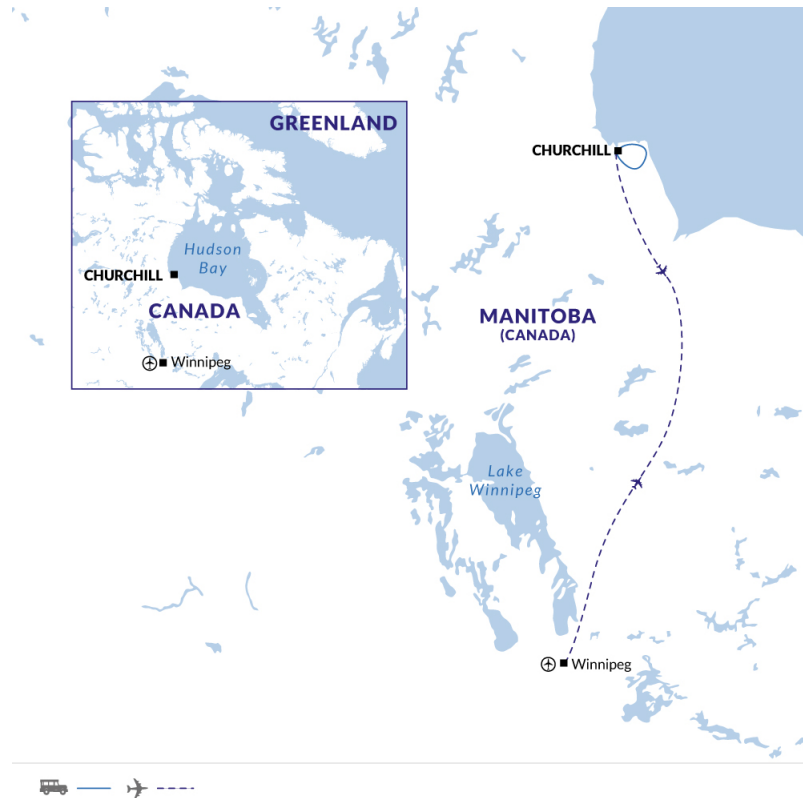 GREENLAND
Hudson
Bay
CHURCHILL
CANADA
Winnipeg
CHURCHILL
MANITOBA
(CANADA)
Lake
Winnipeg
Winnipeg